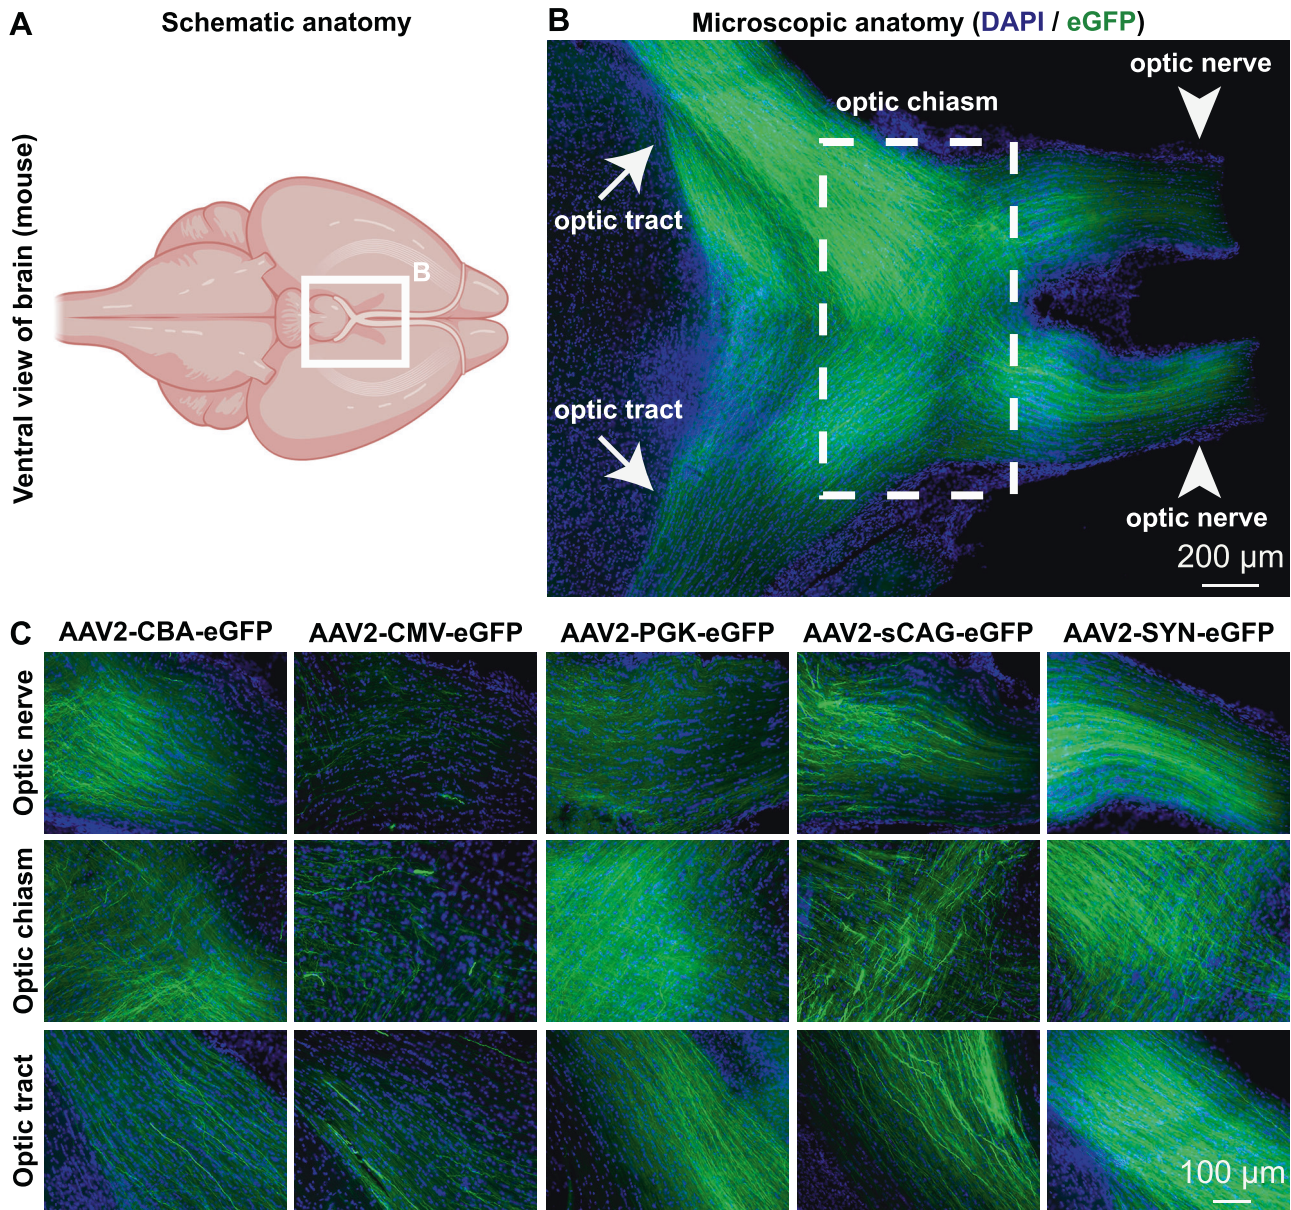 A
Schematic anatomy
Ventral view of brain (mouse)
B
B
Microscopic anatomy (DAPI / eGFP)
optic nerve
optic chiasm
optic tract
optic tract
optic nerve
200 µm
C
AAV2-CBA-eGFP
AAV2-CMV-eGFP
AAV2-PGK-eGFP
AAV2-sCAG-eGFP
AAV2-SYN-eGFP
Optic nerve
Optic chiasm
Optic tract
100 µm